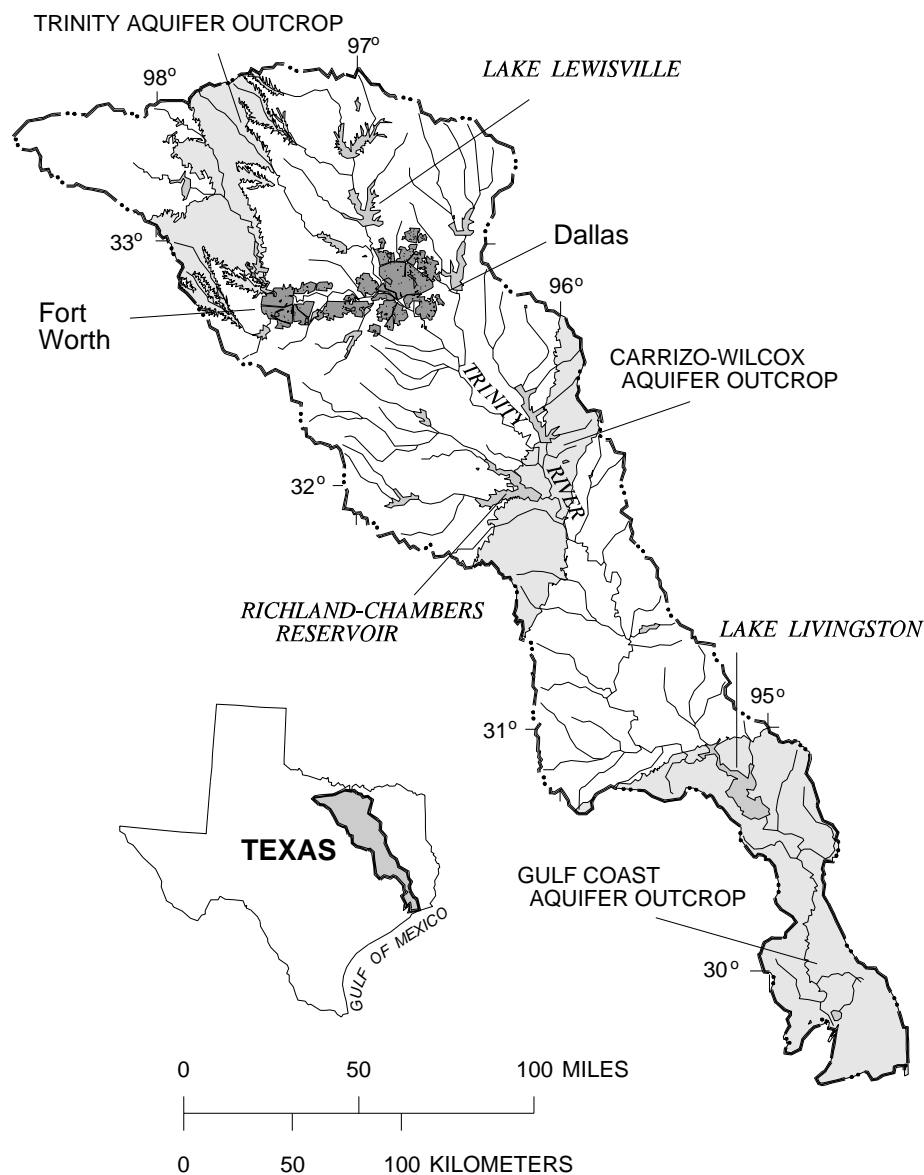 TRINITY AQUIFER OUTCROP
97°
LAKE LEWISVILLE
98°
33°
Dallas
96°
Fort
Worth
CARRIZO-WILCOX
AQUIFER OUTCROP
TRINITY
RIVER
32°
RICHLAND-CHAMBERS
RESERVOIR
LAKE LIVINGSTON
95°
31°
TEXAS
GULF OF MEXICO
GULF COAST
AQUIFER OUTCROP
30°
0 50 100 MILES
0 50 100 KILOMETERS